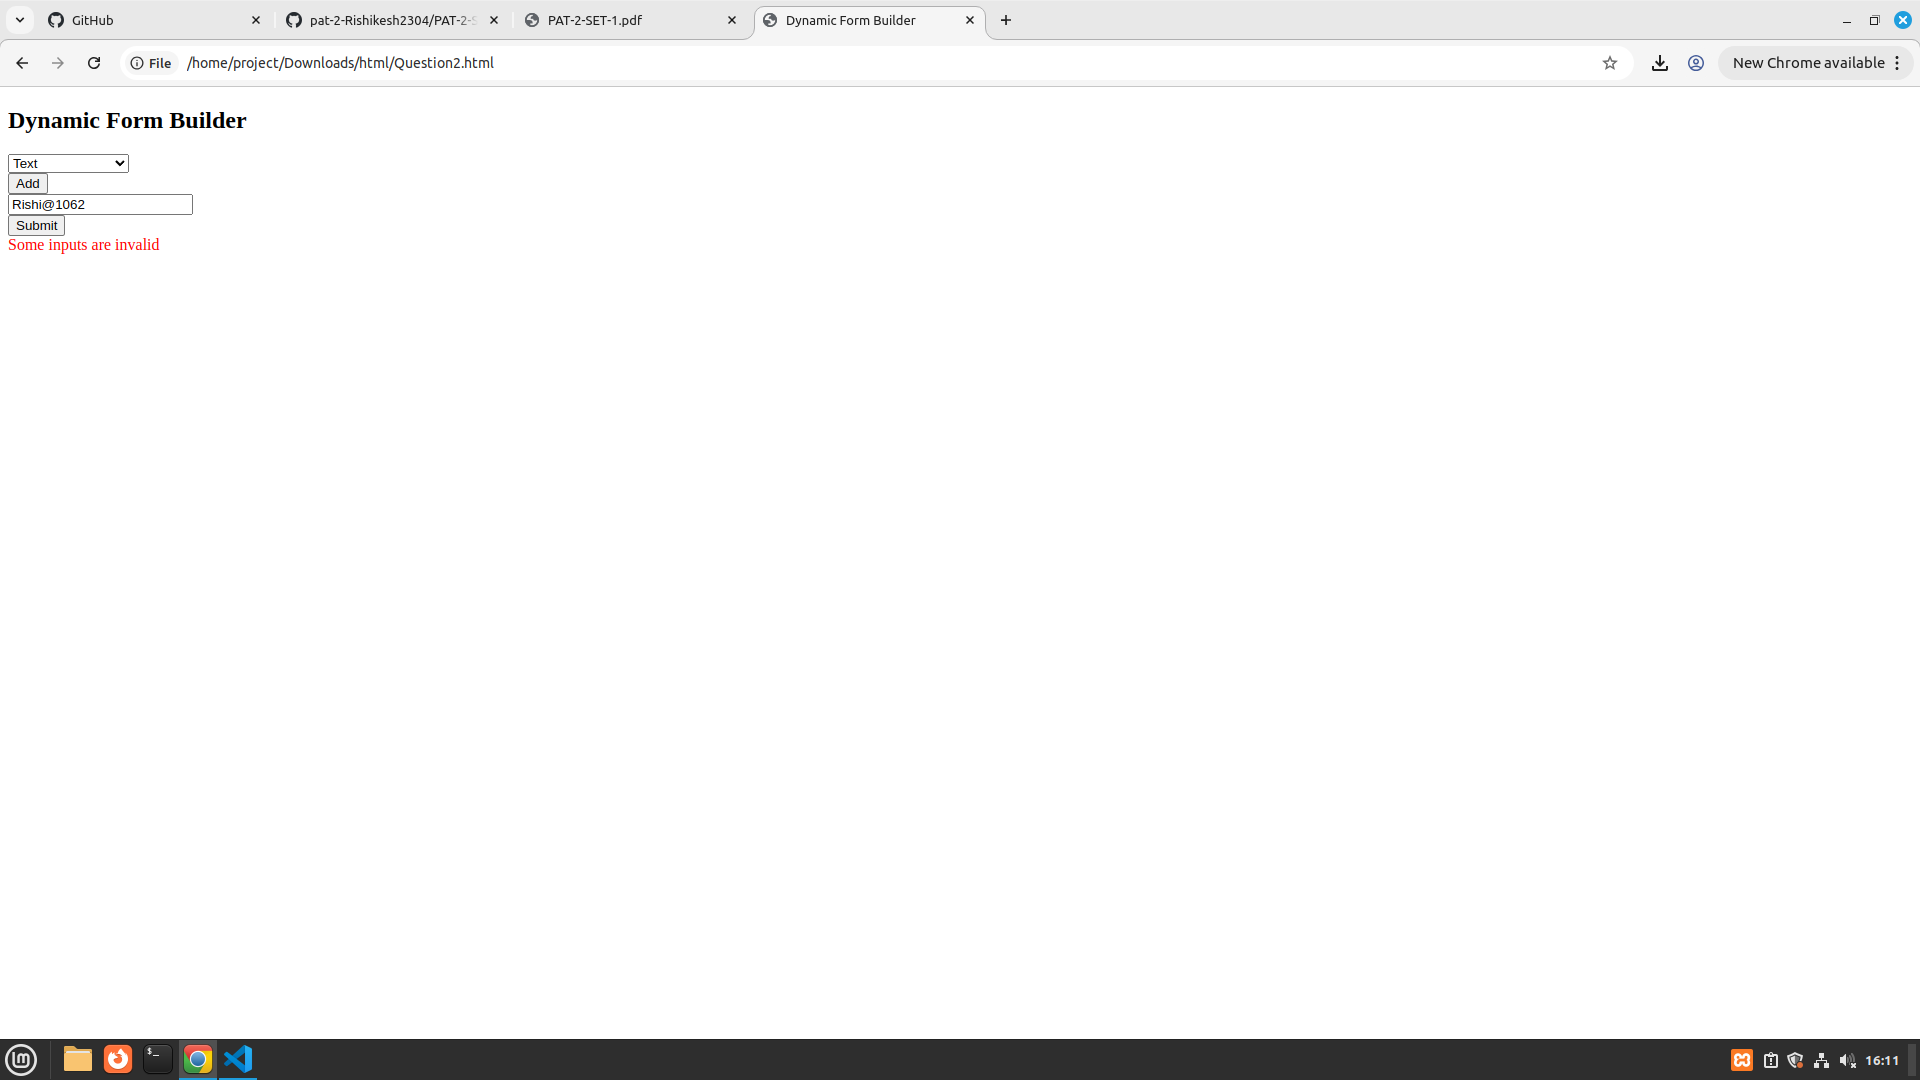 GitHub
pat-2-Rishikesh2304/PAT-2-S
PAT-2-SET-1.pdf
Dynamic Form Builder
File
/home/project/Downloads/html/Question2.html
New Chrome available
Dynamic Form Builder
Text
Add
Rishi@1062
Submit
Some inputs are invalid
16:11